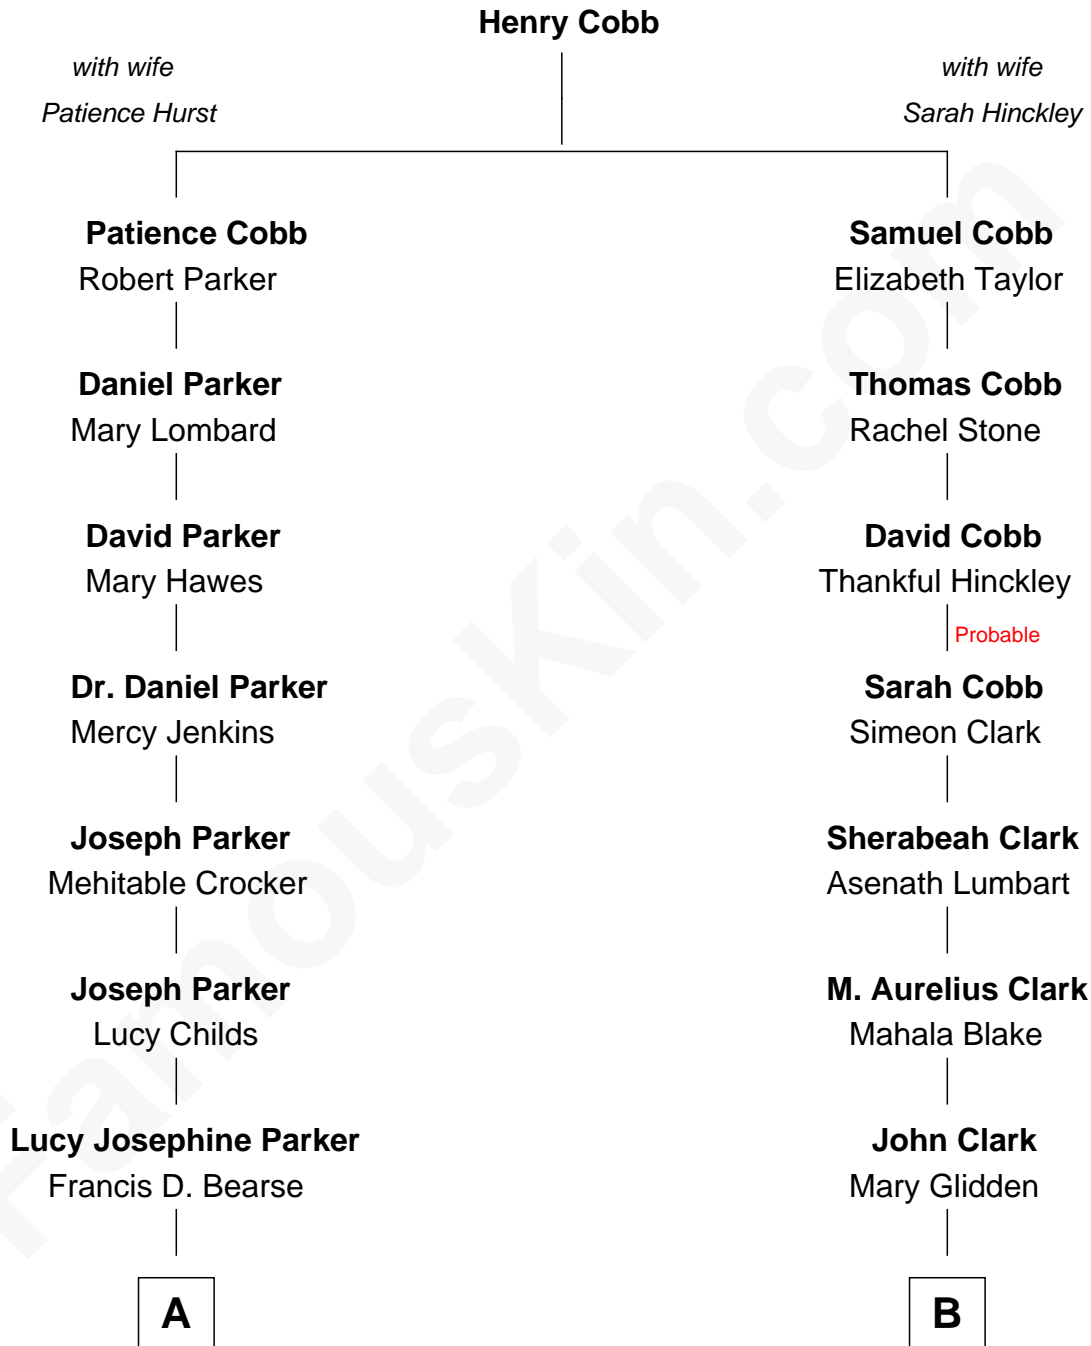 Henry Cobb
with wife
Patience Hurst
with wife
Sarah Hinckley
Patience Cobb
Robert Parker
Samuel Cobb
Elizabeth Taylor
Daniel Parker
Mary Lombard
Thomas Cobb
Rachel Stone
David Parker
Mary Hawes
David Cobb
Thankful Hinckley
Probable
Dr. Daniel Parker
Mercy Jenkins
Sarah Cobb
Simeon Clark
Joseph Parker
Mehitable Crocker
Sherabeah Clark
Asenath Lumbart
Joseph Parker
Lucy Childs
M. Aurelius Clark
Mahala Blake
Lucy Josephine Parker
Francis D. Bearse
John Clark
Mary Glidden
A
B
FamousKin.com